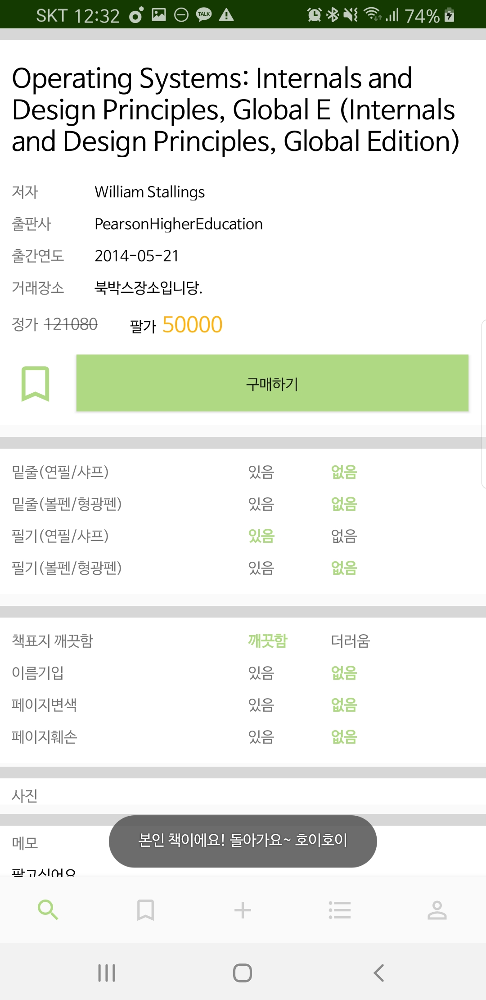 SKT 12:32 TALK 74%
Operating Systems: Internals and
Design Principles, Global E (Internals
and Design Principles, Global Edition)
저자 William Stallings
출판사 PearsonHigherEducation
출간연도 2014-05-21
거래장소 북박스장소입니당.
정가 121080 팔가 50000
구매하기
밑줄(연필/샤프) 있음 없음
밑줄(볼펜/형광펜) 있음 없음
필기(연필/샤프) 있음 없음
필기(볼펜/형광펜) 있음 없음
책표지 깨끗함 깨끗함 더러움
이름기입 있음 없음
페이지변색 있음 없음
페이지훼손 있음 없음
사진
메모
본인 책이에요! 돌아가요~ 호이호이
팔고싶어요